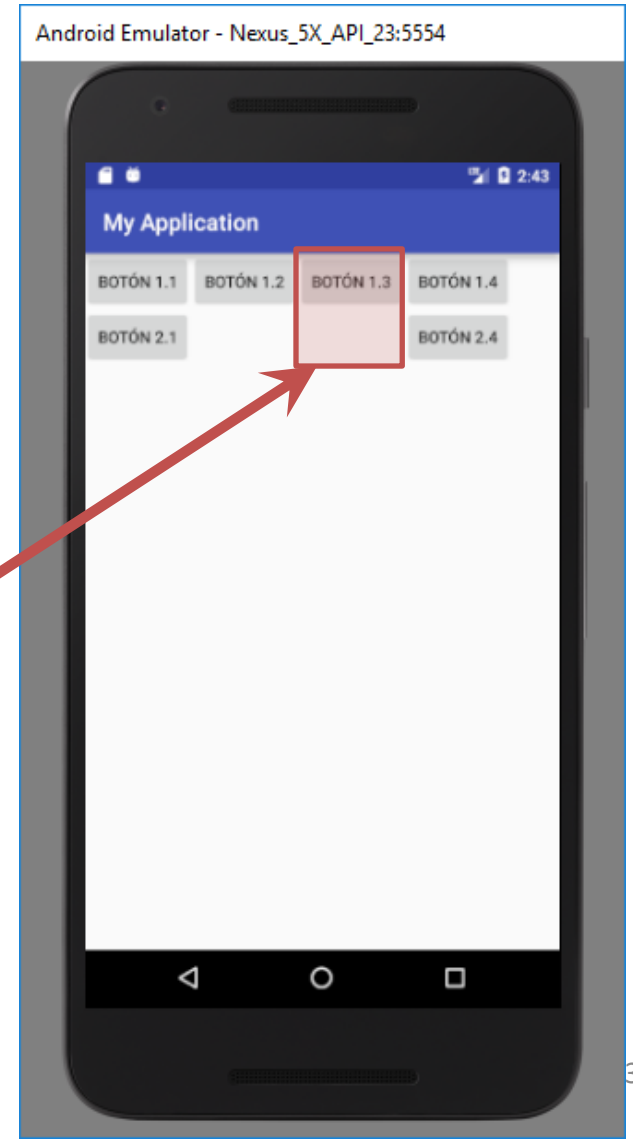 Android Emulator - Nexus_5X_API_23:5554
2:43
My Application
BOTÓN 1.1 BOTÓN 1.2 BOTÓN 1.3 BOTÓN 1.4
BOTÓN 2.1 BOTÓN 2.4